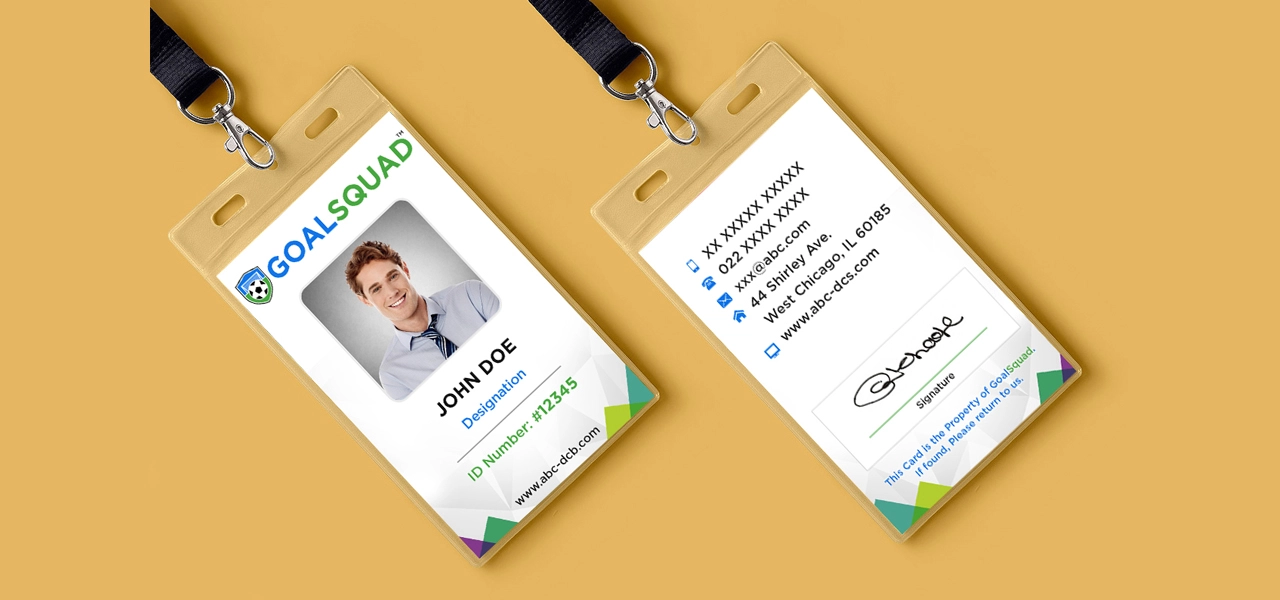 GOALSQUAD™
JOHN DOE
Designation
ID Number: #12345
www.abc-dcb.com
XX XXXXX XXXXX
022 XXXX XXXX
xxx@abc.com
44 Shirley Ave.
West Chicago, IL 60185
www.abc-dcs.com
Signature
This Card is the Property of GoalSquad.
If found, Please return to us.